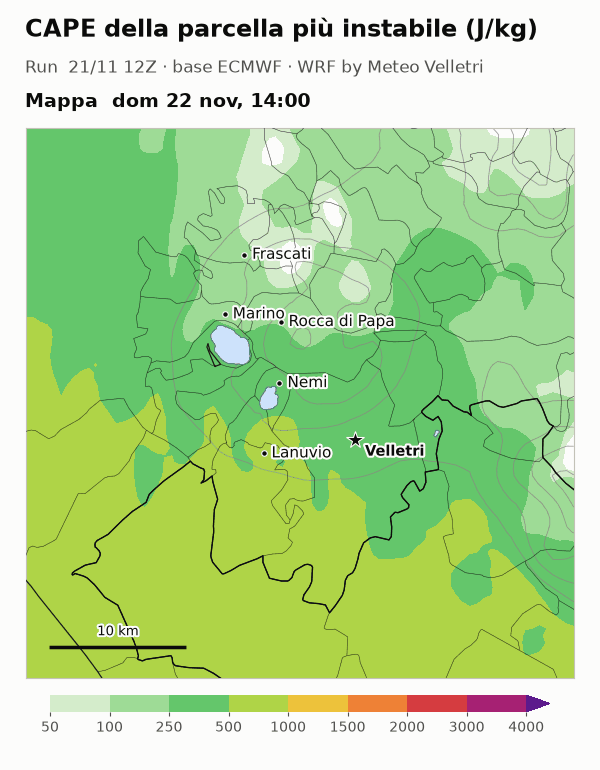 CAPE della parcella più instabile (J/kg)
Run  21/11 12Z · base ECMWF · WRF by Meteo Velletri
Mappa  dom 22 nov, 14:00
Frascati
Marino
Rocca di Papa
Nemi
Velletri
Lanuvio
10 km
50 100 250 500 1000 1500 2000 3000 4000